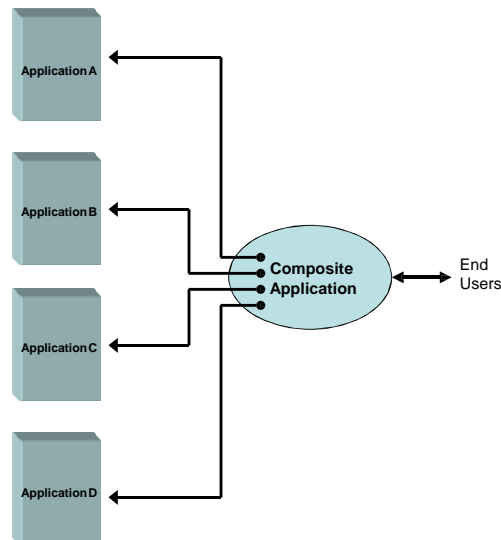 Application A
Application B
Composite
Application
End
Users
Application C
Application D